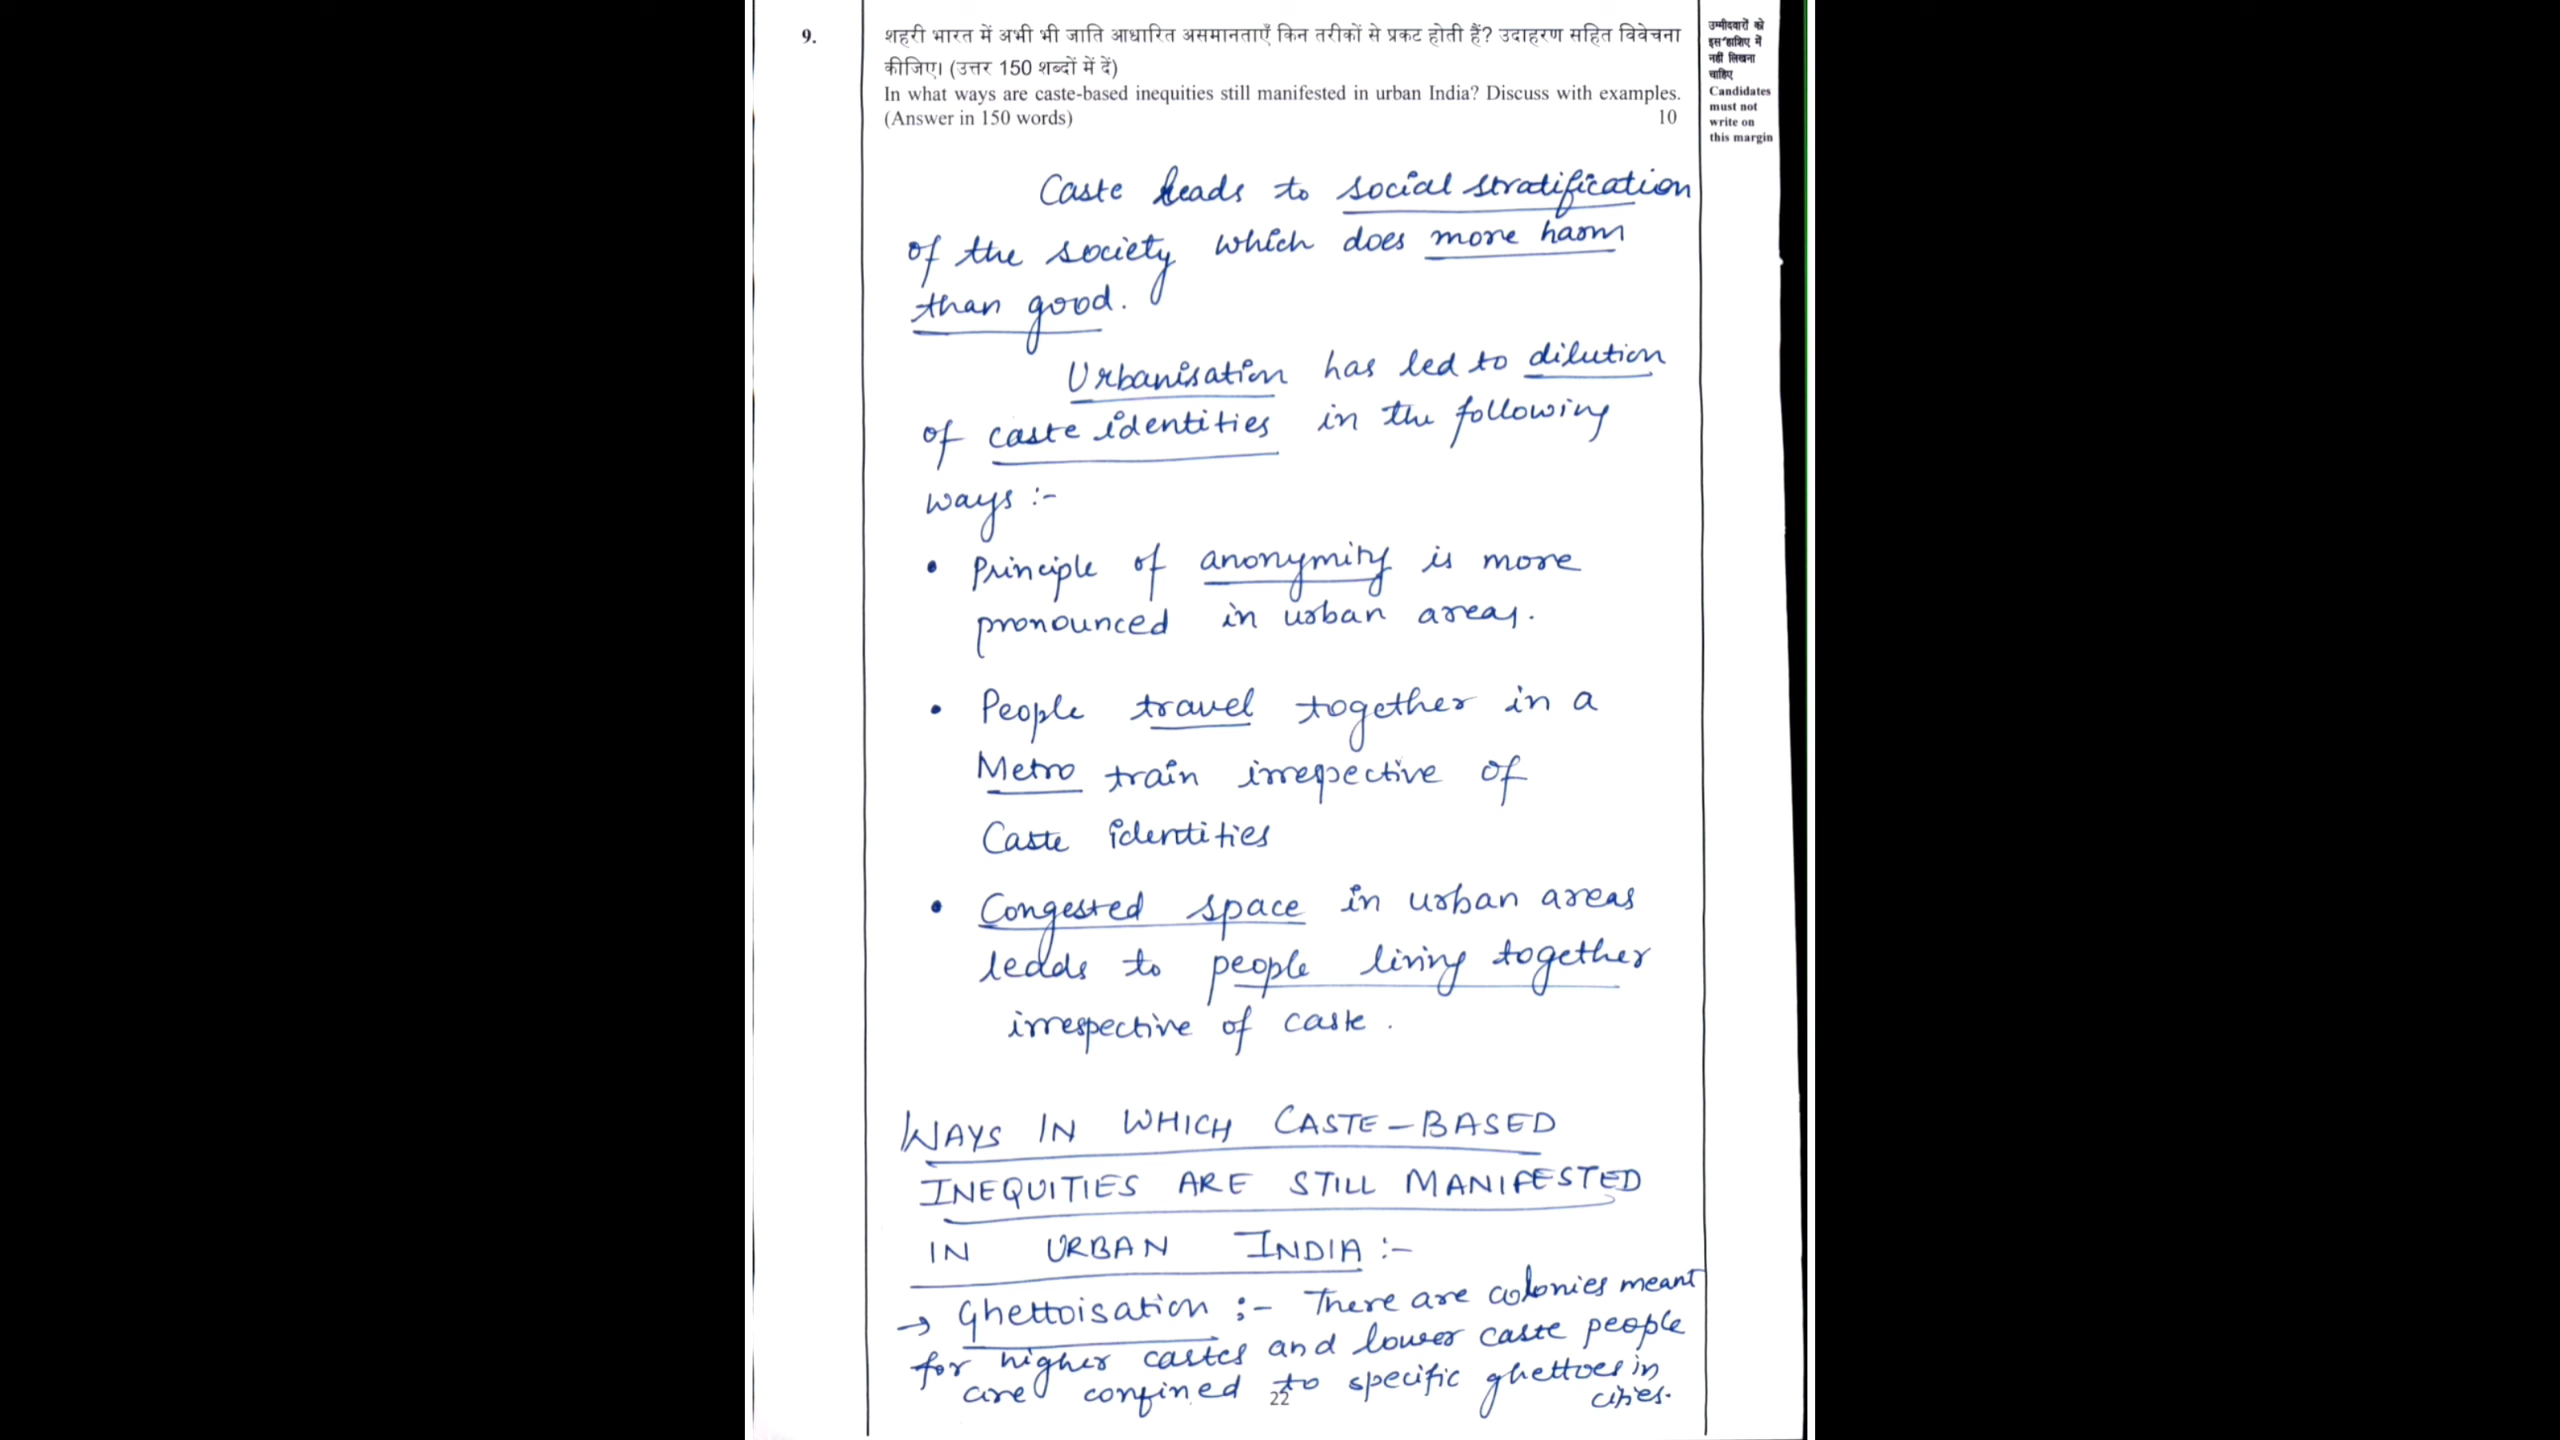 9.
शहरी भारत में अभी भी जाति आधारित असमानताएँ किन तरीकों से प्रकट होती हैं? उदाहरण सहित विवेचना
कीजिए। (उत्तर 150 शब्दों में दें)
In what ways are caste-based inequities still manifested in urban India? Discuss with examples.
(Answer in 150 words) 10
उम्मीदवारों को
इस हाशिए में
नहीं लिखना
चाहिए
Candidates
must not
write on
this margin
Caste leads to social stratification
of the society which does more harm
than good.
Urbanisation has led to dilution
of caste identities in the following
ways :-
• Principle of anonymity is more
pronounced in urban areas.
• People travel together in a
Metro train irrespective of
Caste identities
• Congested space in urban areas
leads to people living together
irrespective of caste.
WAYS IN WHICH CASTE-BASED
INEQUITIES ARE STILL MANIFESTED
IN URBAN INDIA :-
→ Ghettoisation :- There are colonies meant
for higher castes and lower caste people
are confined to specific ghettoes in
cities.
22